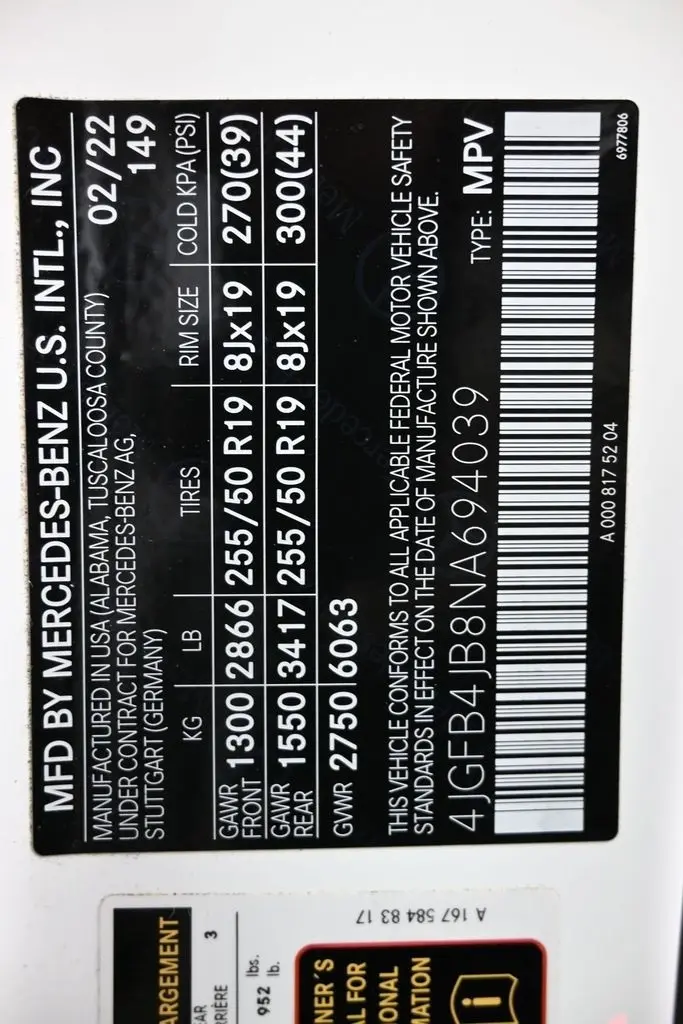 MFD BY MERCEDES-BENZ U.S. INTL., INC
MANUFACTURED IN USA (ALABAMA, TUSCALOOSA COUNTY) 02/22
UNDER CONTRACT FOR MERCEDES-BENZ AG, 149
STUTTGART (GERMANY)
KG LB TIRES RIM SIZE COLD KPA (PSI)
GAWR FRONT 1300 2866 255/50 R19 8Jx19 270(39)
GAWR REAR 1550 3417 255/50 R19 8Jx19 300(44)
GVWR 2750 6063
THIS VEHICLE CONFORMS TO ALL APPLICABLE FEDERAL MOTOR VEHICLE SAFETY
STANDARDS IN EFFECT ON THE DATE OF MANUFACTURE SHOWN ABOVE.
4JGFB4JB8NA694039 TYPE: MPV
A 000 817 52 04
6977806
A 167 584 83 17
ARGEMENT
AR
RRIÈRE 3
952 lbs.
lb.
NER'S
AL FOR
ONAL
MATION
i